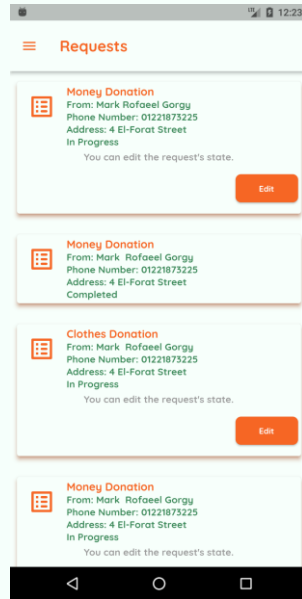 LTE 12:23
Requests
Money Donation
From: Mark Rofaeel Gorgy
Phone Number: 01221873225
Address: 4 El-Forat Street
In Progress
You can edit the request's state.
Edit
Money Donation
From: Mark  Rofaeel Gorgy
Phone Number: 01221873225
Address: 4 El-Forat Street
Completed
Clothes Donation
From: Mark  Rofaeel Gorgy
Phone Number: 01221873225
Address: 4 El-Forat Street
In Progress
You can edit the request's state.
Edit
Money Donation
From: Mark  Rofaeel Gorgy
Phone Number: 01221873225
Address: 4 El-Forat Street
In Progress
You can edit the request's state.